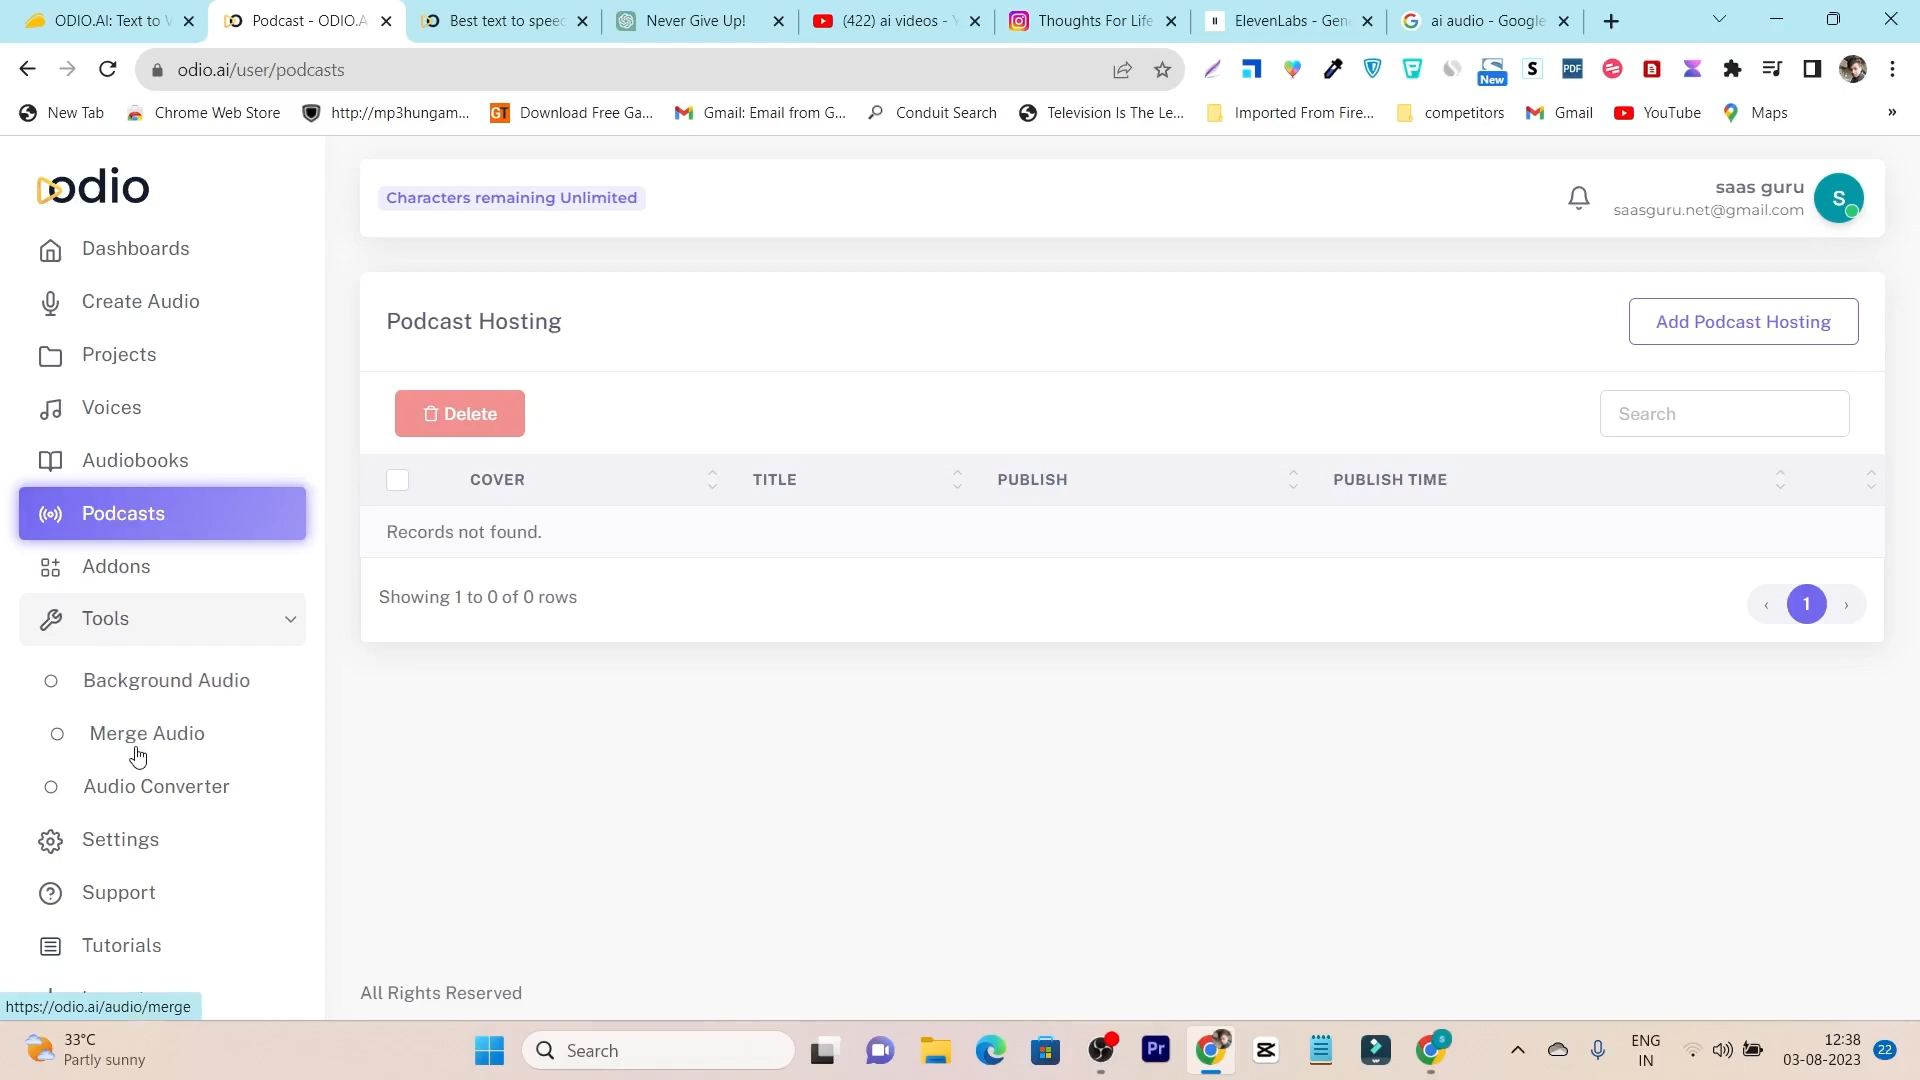 ODIO.AI: Text to V
Podcast - ODIO.A
Best text to speec
Never Give Up!
(422) ai videos - Y
Thoughts For Life
ElevenLabs - Gene
ai audio - Google
odio.ai/user/podcasts
New
S
PDF
New Tab
Chrome Web Store
http://mp3hungam...
GT
Download Free Ga...
Gmail: Email from G...
Conduit Search
Television Is The Le...
Imported From Fire...
competitors
Gmail
YouTube
Maps
»
odio
Dashboards
Create Audio
Projects
Voices
Audiobooks
Podcasts
Addons
Tools
Background Audio
Merge Audio
Audio Converter
Settings
Support
Tutorials
https://odio.ai/audio/merge
Characters remaining Unlimited
saas guru
saasguru.net@gmail.com
S
Podcast Hosting
Add Podcast Hosting
Delete
Search
COVER
TITLE
PUBLISH
PUBLISH TIME
Records not found.
Showing 1 to 0 of 0 rows
‹ 1 ›
All Rights Reserved
33°C
Partly sunny
Search
Pr
ENG
IN
12:38
03-08-2023
22